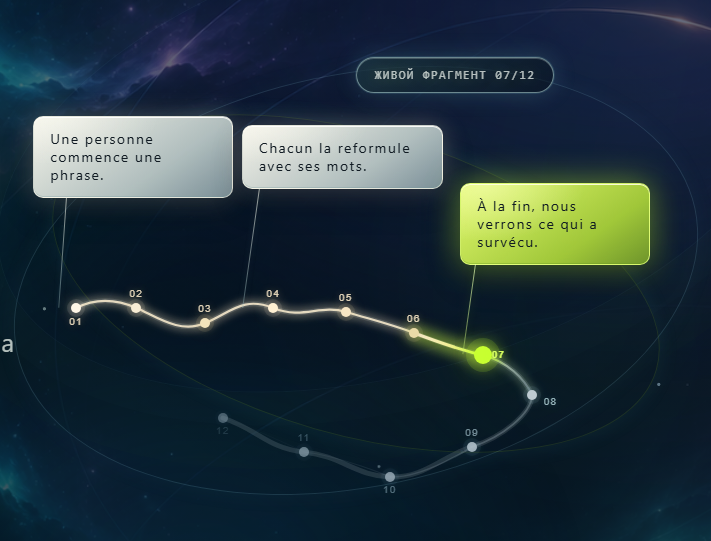 ЖИВОЙ ФРАГМЕНТ 07/12
Une personne
commence une
phrase.
Chacun la reformule
avec ses mots.
À la fin, nous
verrons ce qui a
survécu.
01
02
03
04
05
06
07
08
09
10
11
12
a